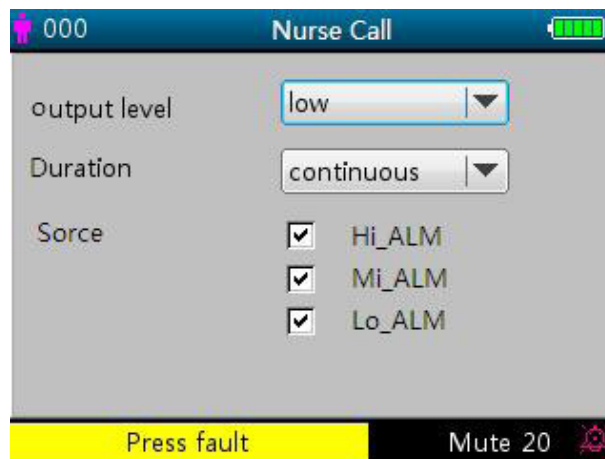 000 Nurse Call
output level low
Duration continuous
Sorce Hi_ALM
Mi_ALM
Lo_ALM
Press fault Mute 20